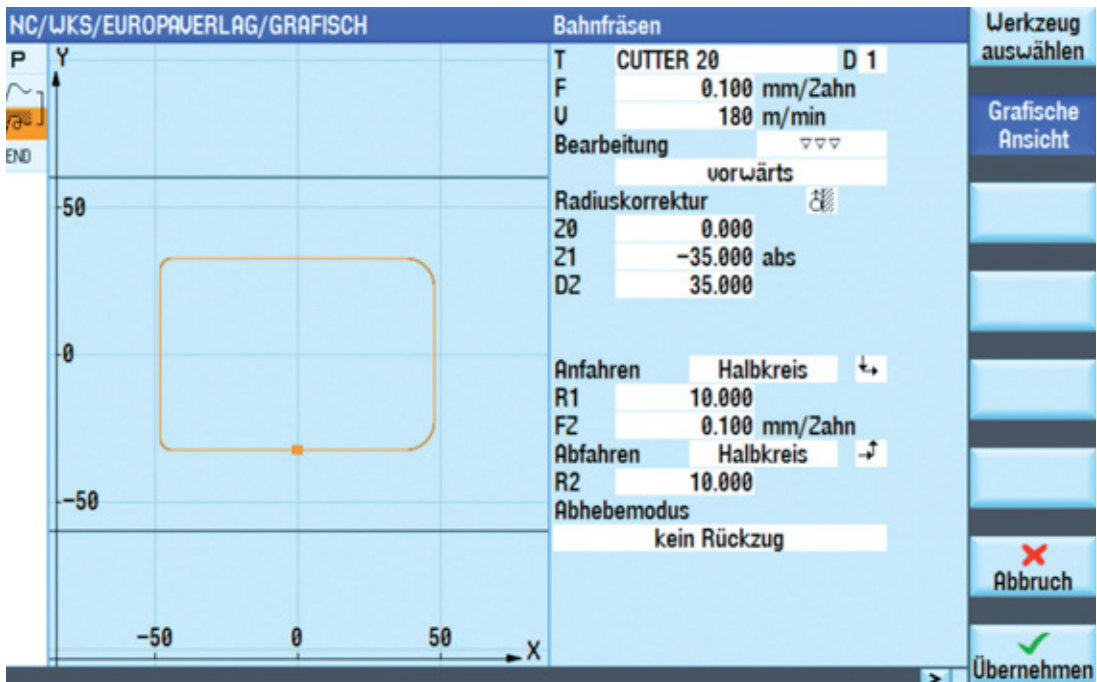 NC/WKS/EUROPAVERLAG/GRAFISCH
P
END
Y
50
0
-50
-50 0 50 X
Bahnfräsen
T CUTTER 20 D 1
F 0.100 mm/Zahn
V 180 m/min
Bearbeitung ▽▽▽
vorwärts
Radiuskorrektur
Z0 0.000
Z1 -35.000 abs
DZ 35.000
Anfahren Halbkreis
R1 10.000
FZ 0.100 mm/Zahn
Abfahren Halbkreis
R2 10.000
Abhebemodus
kein Rückzug
Werkzeug
auswählen
Grafische
Ansicht
Abbruch
Übernehmen
>